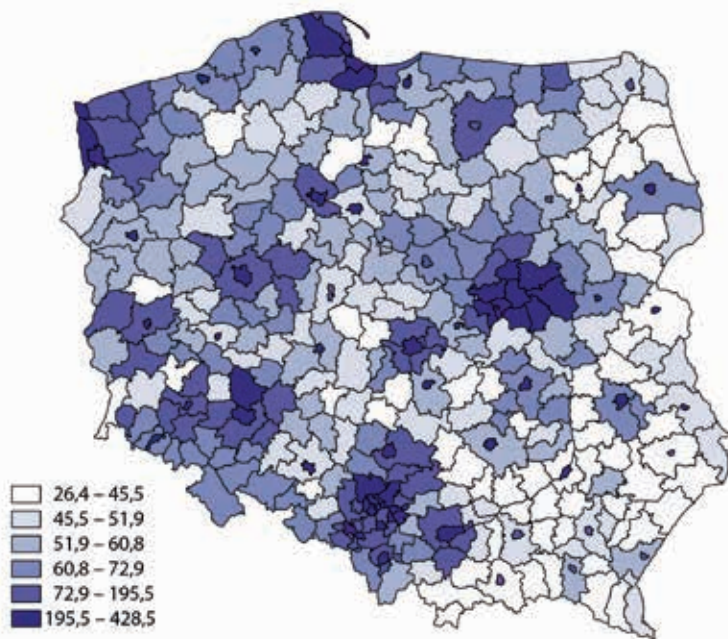 26,4 – 45,5
45,5 – 51,9
51,9 – 60,8
60,8 – 72,9
72,9 – 195,5
195,5 – 428,5